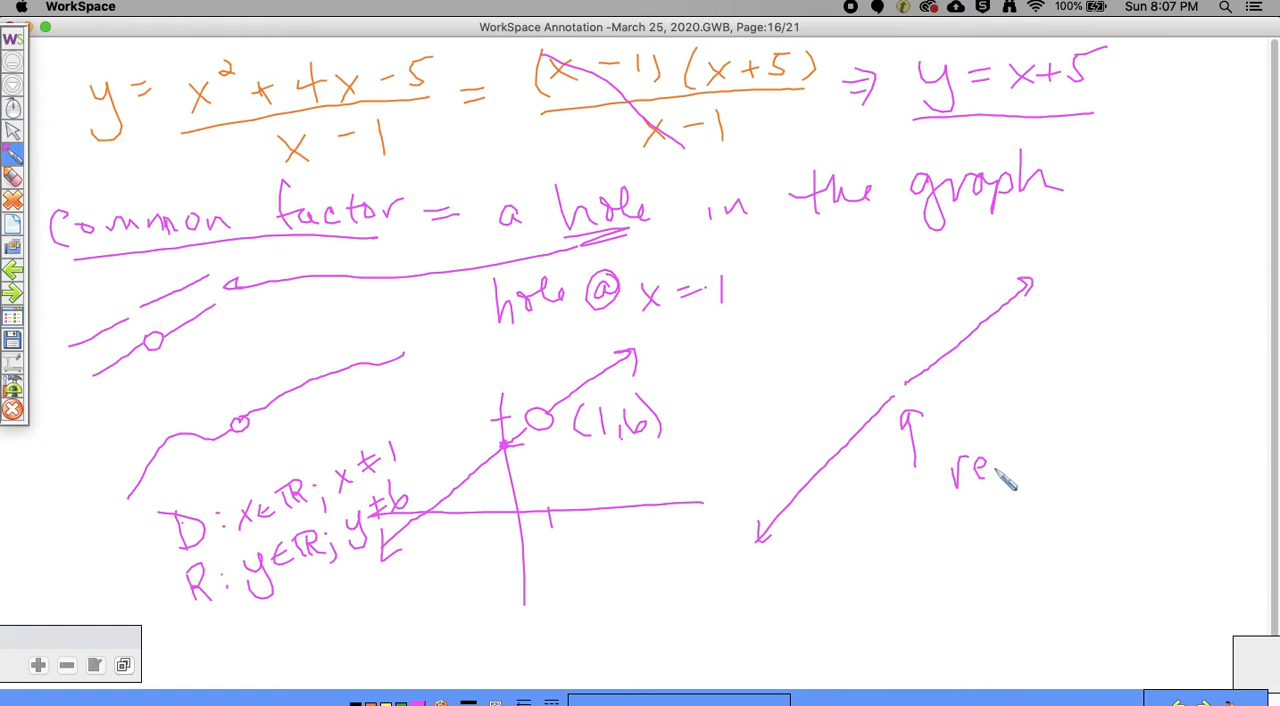 WorkSpace
100%
Sun 8:07 PM
WorkSpace Annotation -March 25, 2020.GWB, Page:16/21
WS
y = x² + 4x - 5 / x - 1 = (x - 1) (x + 5) / x - 1 ⇒ y = x + 5
common factor = a hole in the graph
hole @ x = 1
(1,6)
D: x ∈ ℝ; x ≠ 1
R: y ∈ ℝ; y ≠ 6
re